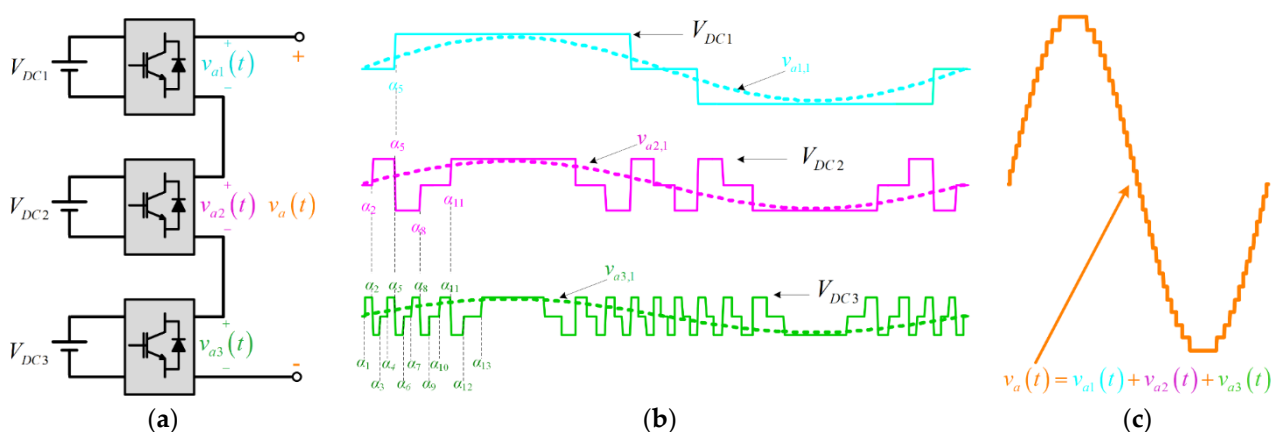 V_DC1
+
v_a1(t)
−
+
V_DC2
+
v_a2(t) v_a(t)
−
V_DC3
+
v_a3(t)
−
−
(a)
V_DC1
v_a1,1
α5
α5
v_a2,1
V_DC2
α2
α11
α8
v_a3,1
V_DC3
α2 α5 α8 α11
α1 α4 α7 α10 α13
α3 α6 α9 α12
(b)
v_a(t) = v_a1(t) + v_a2(t) + v_a3(t)
(c)